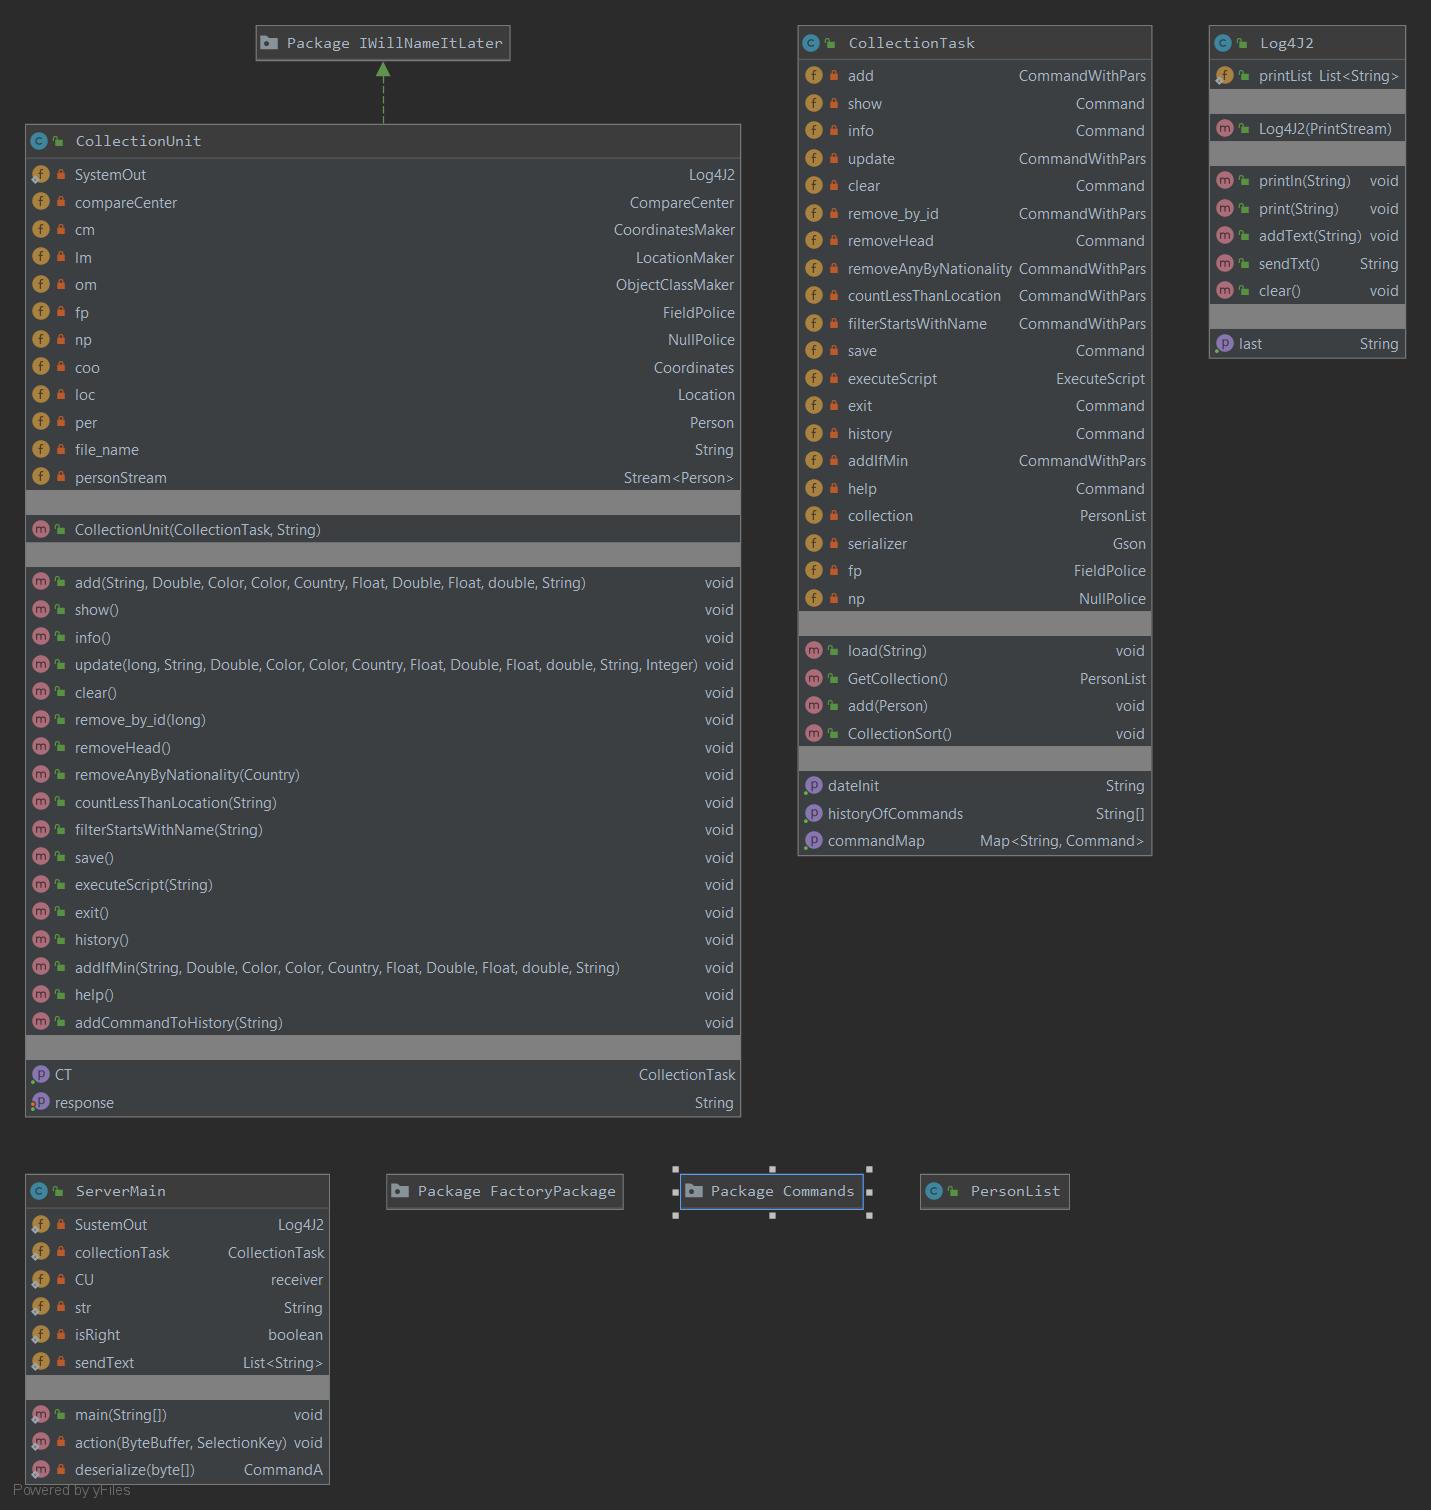 Package IWillNameItLater
CollectionUnit
SystemOut Log4J2
compareCenter CompareCenter
cm CoordinatesMaker
lm LocationMaker
om ObjectClassMaker
fp FieldPolice
np NullPolice
coo Coordinates
loc Location
per Person
file_name String
personStream Stream<Person>
CollectionUnit(CollectionTask, String)
add(String, Double, Color, Color, Country, Float, Double, Float, double, String) void
show() void
info() void
update(long, String, Double, Color, Color, Country, Float, Double, Float, double, String, Integer) void
clear() void
remove_by_id(long) void
removeHead() void
removeAnyByNationality(Country) void
countLessThanLocation(String) void
filterStartsWithName(String) void
save() void
executeScript(String) void
exit() void
history() void
addIfMin(String, Double, Color, Color, Country, Float, Double, Float, double, String) void
help() void
addCommandToHistory(String) void
CT CollectionTask
response String
CollectionTask
add CommandWithPars
show Command
info Command
update CommandWithPars
clear Command
remove_by_id CommandWithPars
removeHead Command
removeAnyByNationality CommandWithPars
countLessThanLocation CommandWithPars
filterStartsWithName CommandWithPars
save Command
executeScript ExecuteScript
exit Command
history Command
addIfMin CommandWithPars
help Command
collection PersonList
serializer Gson
fp FieldPolice
np NullPolice
load(String) void
GetCollection() PersonList
add(Person) void
CollectionSort() void
dateInit String
historyOfCommands String[]
commandMap Map<String, Command>
Log4J2
printList List<String>
Log4J2(PrintStream)
println(String) void
print(String) void
addText(String) void
sendTxt() String
clear() void
last String
ServerMain
SustemOut Log4J2
collectionTask CollectionTask
CU receiver
str String
isRight boolean
sendText List<String>
main(String[]) void
action(ByteBuffer, SelectionKey) void
deserialize(byte[]) CommandA
Package FactoryPackage
Package Commands
PersonList
Powered by yFiles